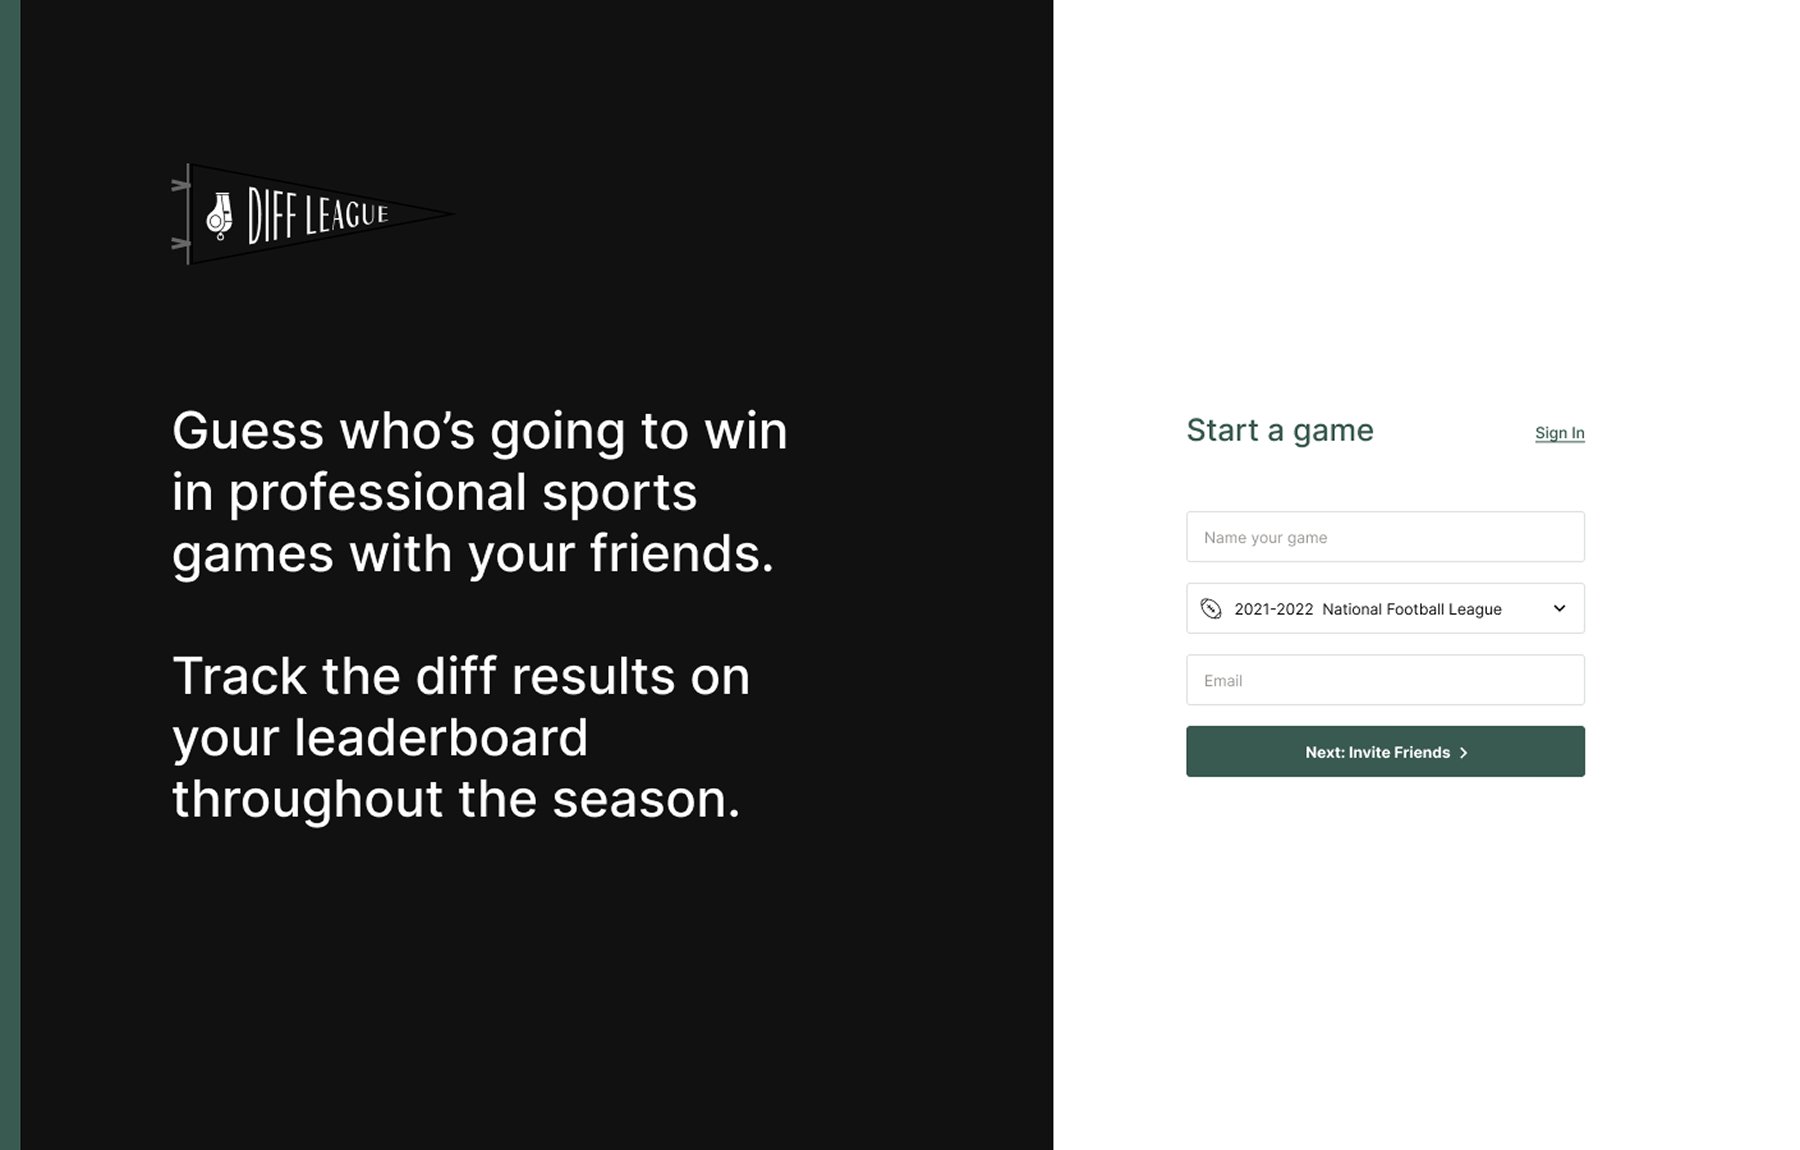 DIFF LEAGUE
Guess who’s going to win
in professional sports
games with your friends.
Track the diff results on
your leaderboard
throughout the season.
Start a game
Sign In
Name your game
2021-2022 National Football League
Email
Next: Invite Friends